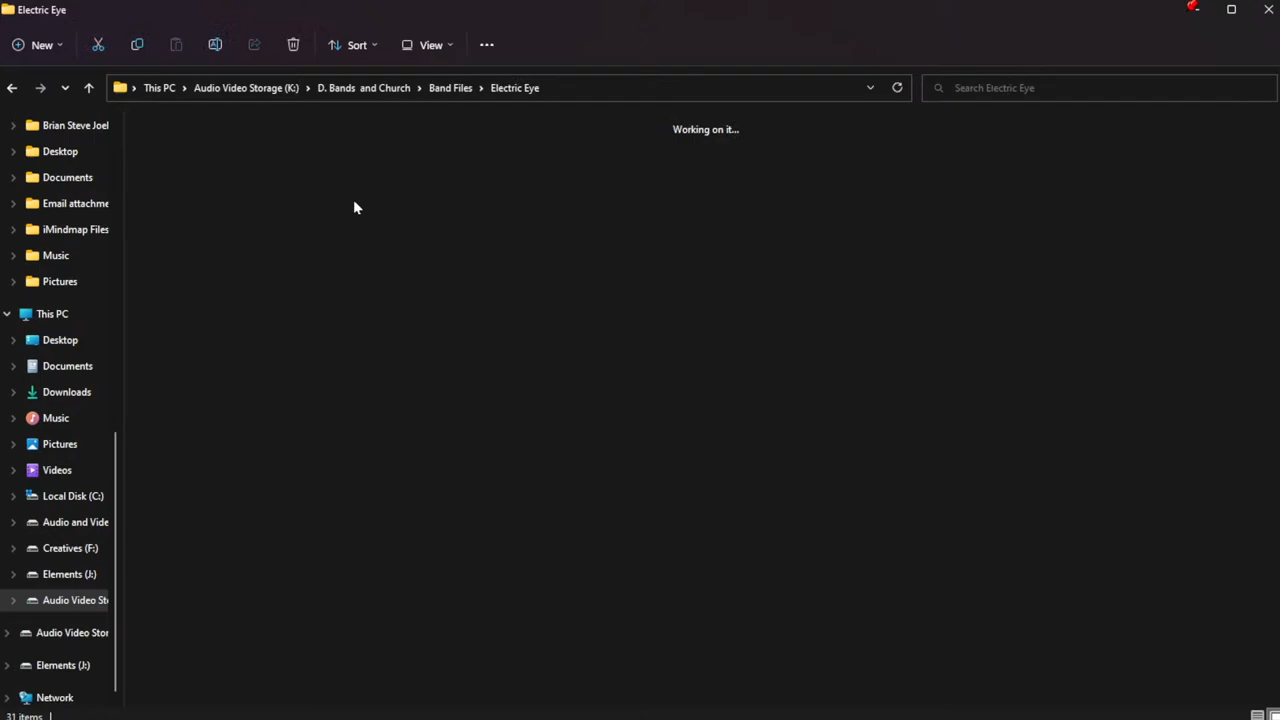 Electric Eye
New
Sort
View
This PC > Audio Video Storage (K:) > D. Bands and Church > Band Files > Electric Eye
Search Electric Eye
Working on it...
Brian Steve Joel
Desktop
Documents
Email attachme
iMindmap Files
Music
Pictures
This PC
Desktop
Documents
Downloads
Music
Pictures
Videos
Local Disk (C:)
Audio and Vide
Creatives (F:)
Elements (J:)
Audio Video Sto
Audio Video Stor
Elements (J:)
Network
31 items